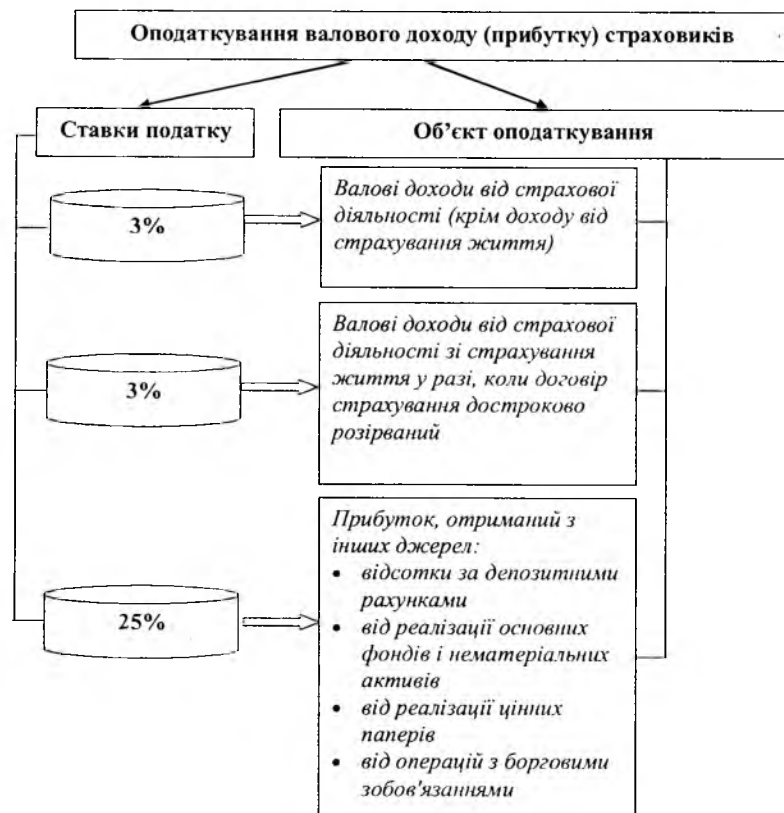 Оподаткування валового доходу (прибутку) страховиків
Ставки податку
Об’єкт оподаткування
3%
Валові доходи від страхової
діяльності (крім доходу від
страхування життя)
3%
Валові доходи від страхової
діяльності зі страхування
життя у разі, коли договір
страхування достроково
розірваний
25%
Прибуток, отриманий з
інших джерел:
• відсотки за депозитними
рахунками
• від реалізації основних
фондів і нематеріальних
активів
• від реалізації цінних
паперів
• від операцій з борговими
зобов'язаннями